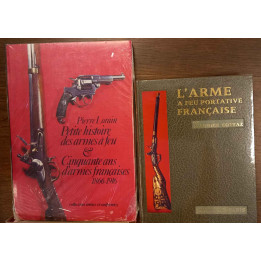 Pierre Lorain
Petite histoire
des armes à feu
&
Cinquante ans
d'armes françaises
1866-1916
L'ARME
A FEU PORTATIVE
FRANÇAISE